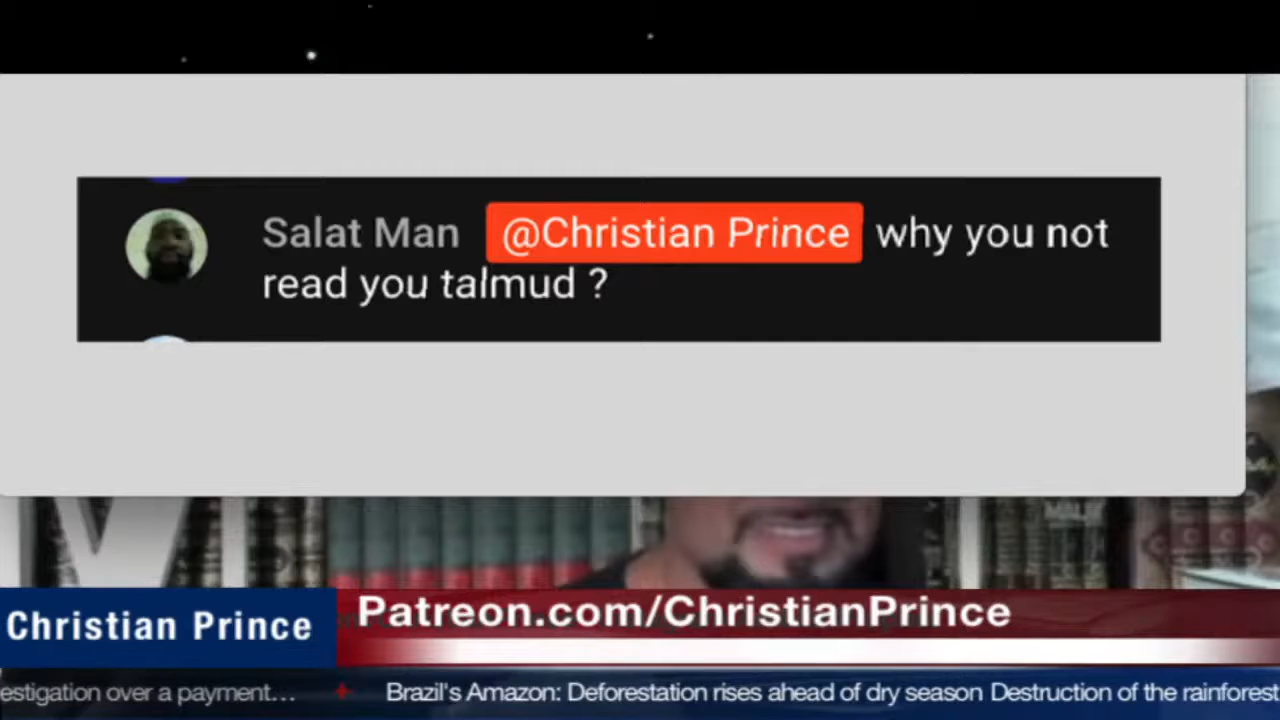 Salat Man @Christian Prince why you not
read you talmud ?
Christian Prince
Patreon.com/ChristianPrince
estigation over a payment...
Brazil's Amazon: Deforestation rises ahead of dry season Destruction of the rainforest